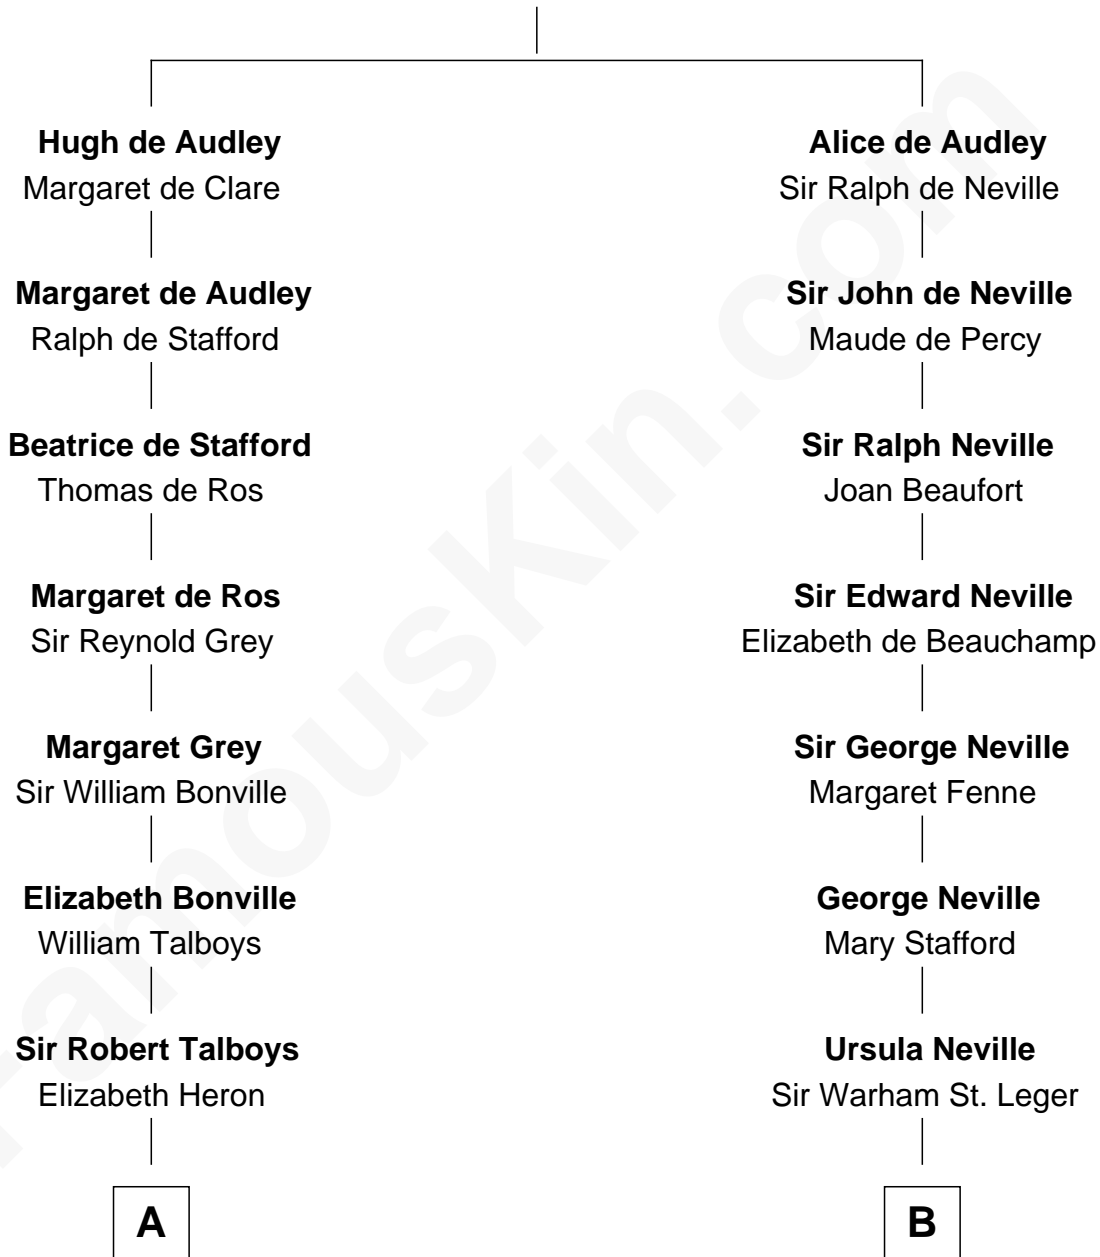 Hugh de Audley
Margaret de Clare
Margaret de Audley
Ralph de Stafford
Beatrice de Stafford
Thomas de Ros
Margaret de Ros
Sir Reynold Grey
Margaret Grey
Sir William Bonville
Elizabeth Bonville
William Talboys
Sir Robert Talboys
Elizabeth Heron
A
Alice de Audley
Sir Ralph de Neville
Sir John de Neville
Maude de Percy
Sir Ralph Neville
Joan Beaufort
Sir Edward Neville
Elizabeth de Beauchamp
Sir George Neville
Margaret Fenne
George Neville
Mary Stafford
Ursula Neville
Sir Warham St. Leger
B
FamousKin.com